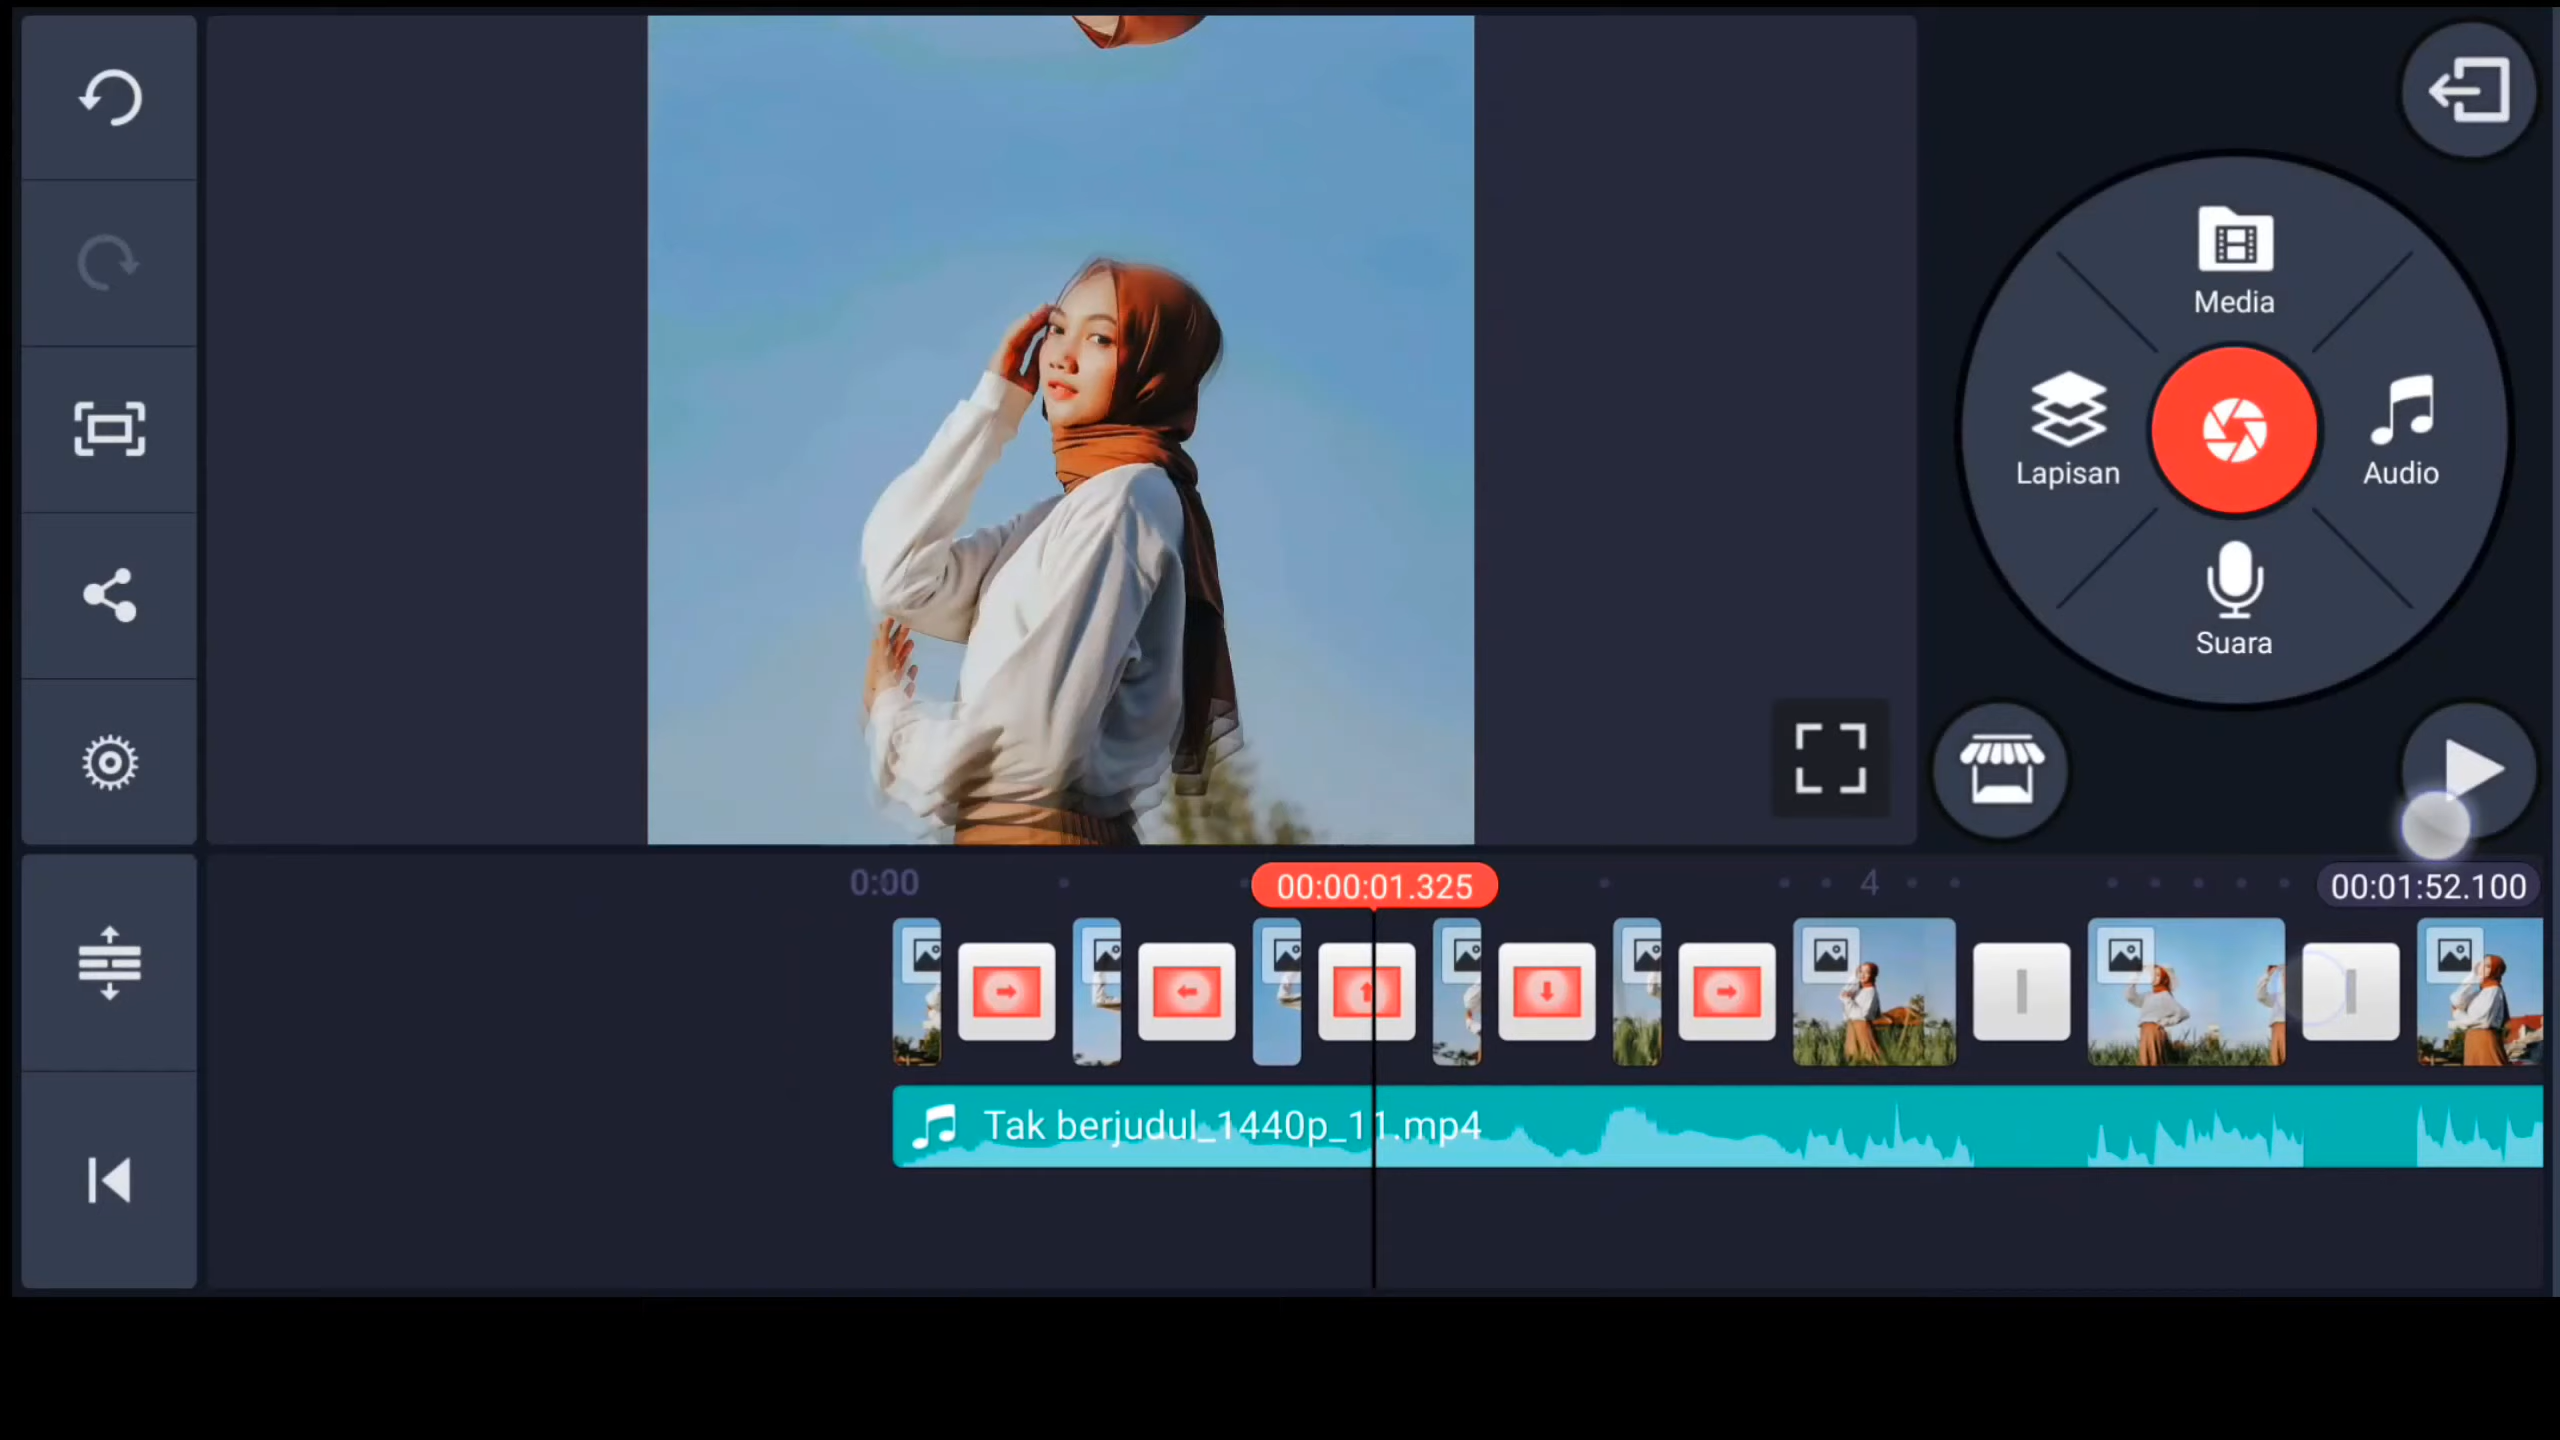 Media
Lapisan
Audio
Suara
0:00
00:00:01.325
4
00:01:52.100
Tak berjudul_1440p_11.mp4